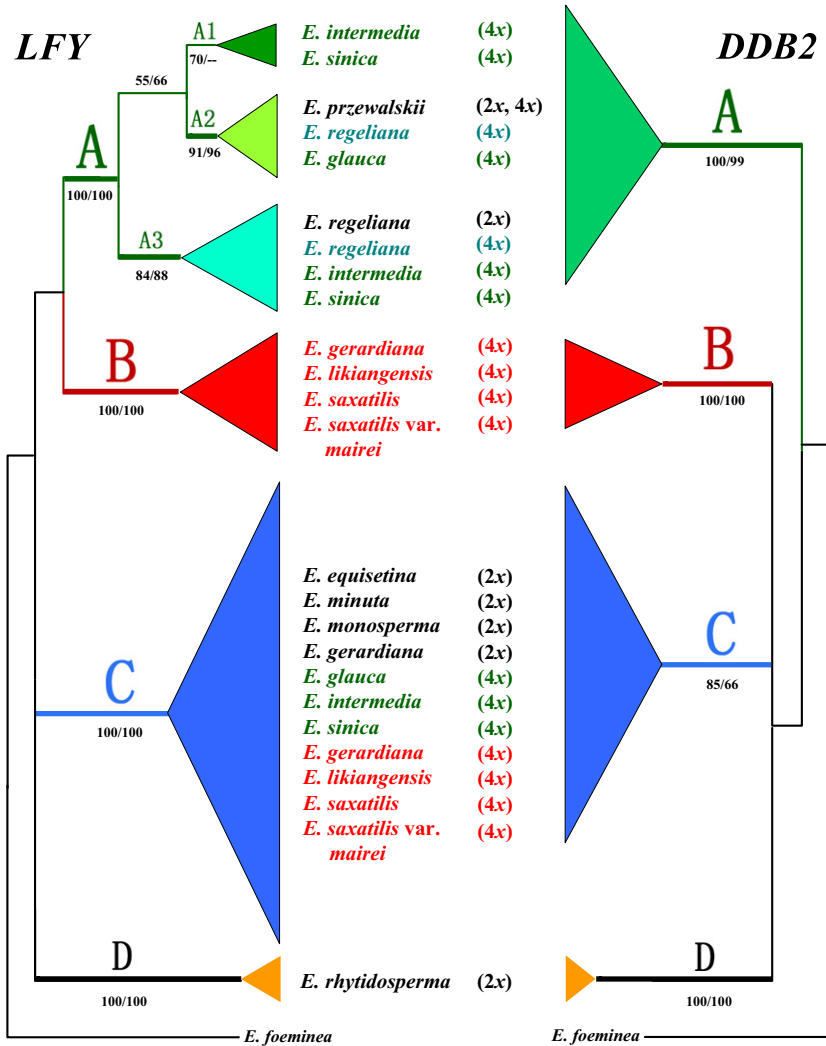 LFY
DDB2
A1
70/--
55/66
A2
91/96
A
100/100
A3
84/88
B
100/100
C
100/100
D
100/100
E. intermedia (4x)
E. sinica (4x)
E. przewalskii (2x, 4x)
E. regeliana (4x)
E. glauca (4x)
E. regeliana (2x)
E. regeliana (4x)
E. intermedia (4x)
E. sinica (4x)
E. gerardiana (4x)
E. likiangensis (4x)
E. saxatilis (4x)
E. saxatilis var. (4x)
mairei
E. equisetina (2x)
E. minuta (2x)
E. monosperma (2x)
E. gerardiana (2x)
E. glauca (4x)
E. intermedia (4x)
E. sinica (4x)
E. gerardiana (4x)
E. likiangensis (4x)
E. saxatilis (4x)
E. saxatilis var. (4x)
mairei
E. rhytidosperma (2x)
E. foeminea
A
100/99
B
100/100
C
85/66
D
100/100
E. foeminea